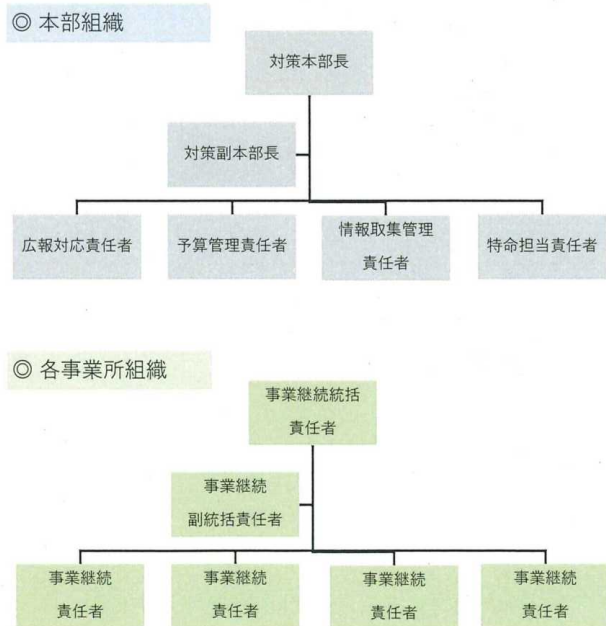 ◎ 本部組織
対策本部長
対策副本部長
広報対応責任者
予算管理責任者
情報取集管理
責任者
特命担当責任者
◎ 各事業所組織
事業継続統括
責任者
事業継続
副統括責任者
事業継続
責任者
事業継続
責任者
事業継続
責任者
事業継続
責任者